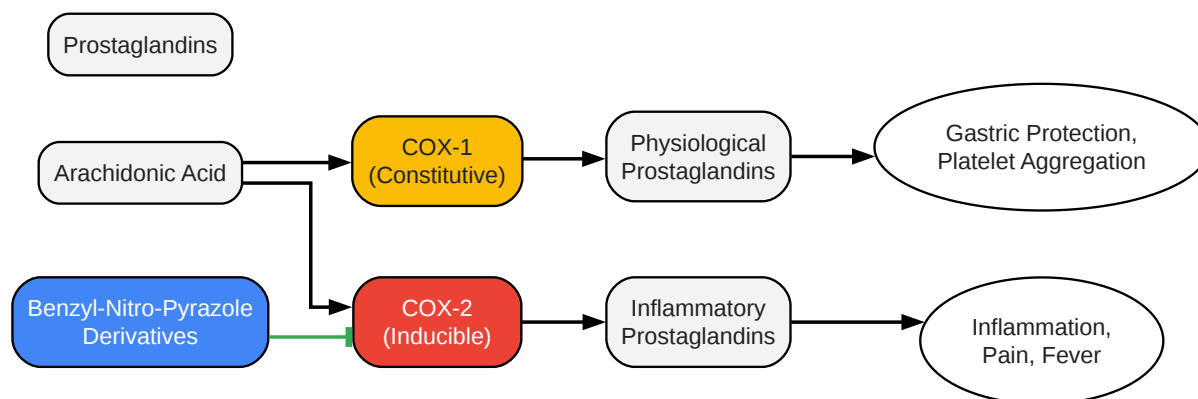 Prostaglandins
Arachidonic Acid
COX-1
(Constitutive)
Physiological
Prostaglandins
Gastric Protection,
Platelet Aggregation
Benzyl-Nitro-Pyrazole
Derivatives
COX-2
(Inducible)
Inflammatory
Prostaglandins
Inflammation,
Pain, Fever